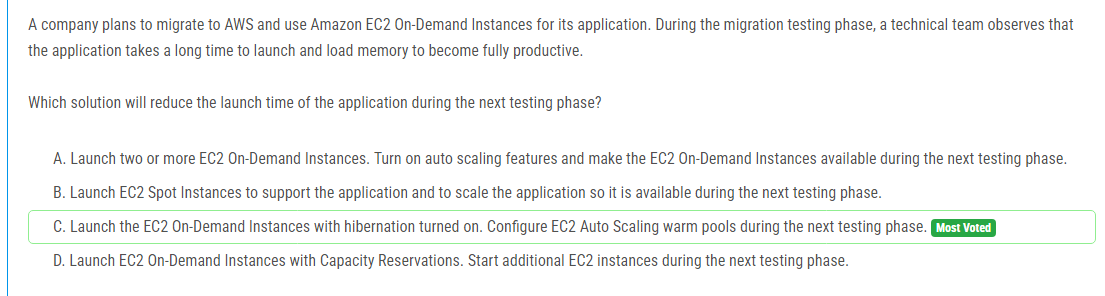 A company plans to migrate to AWS and use Amazon EC2 On-Demand Instances for its application. During the migration testing phase, a technical team observes that
the application takes a long time to launch and load memory to become fully productive.
Which solution will reduce the launch time of the application during the next testing phase?
A. Launch two or more EC2 On-Demand Instances. Turn on auto scaling features and make the EC2 On-Demand Instances available during the next testing phase.
B. Launch EC2 Spot Instances to support the application and to scale the application so it is available during the next testing phase.
C. Launch the EC2 On-Demand Instances with hibernation turned on. Configure EC2 Auto Scaling warm pools during the next testing phase. Most Voted
D. Launch EC2 On-Demand Instances with Capacity Reservations. Start additional EC2 instances during the next testing phase.